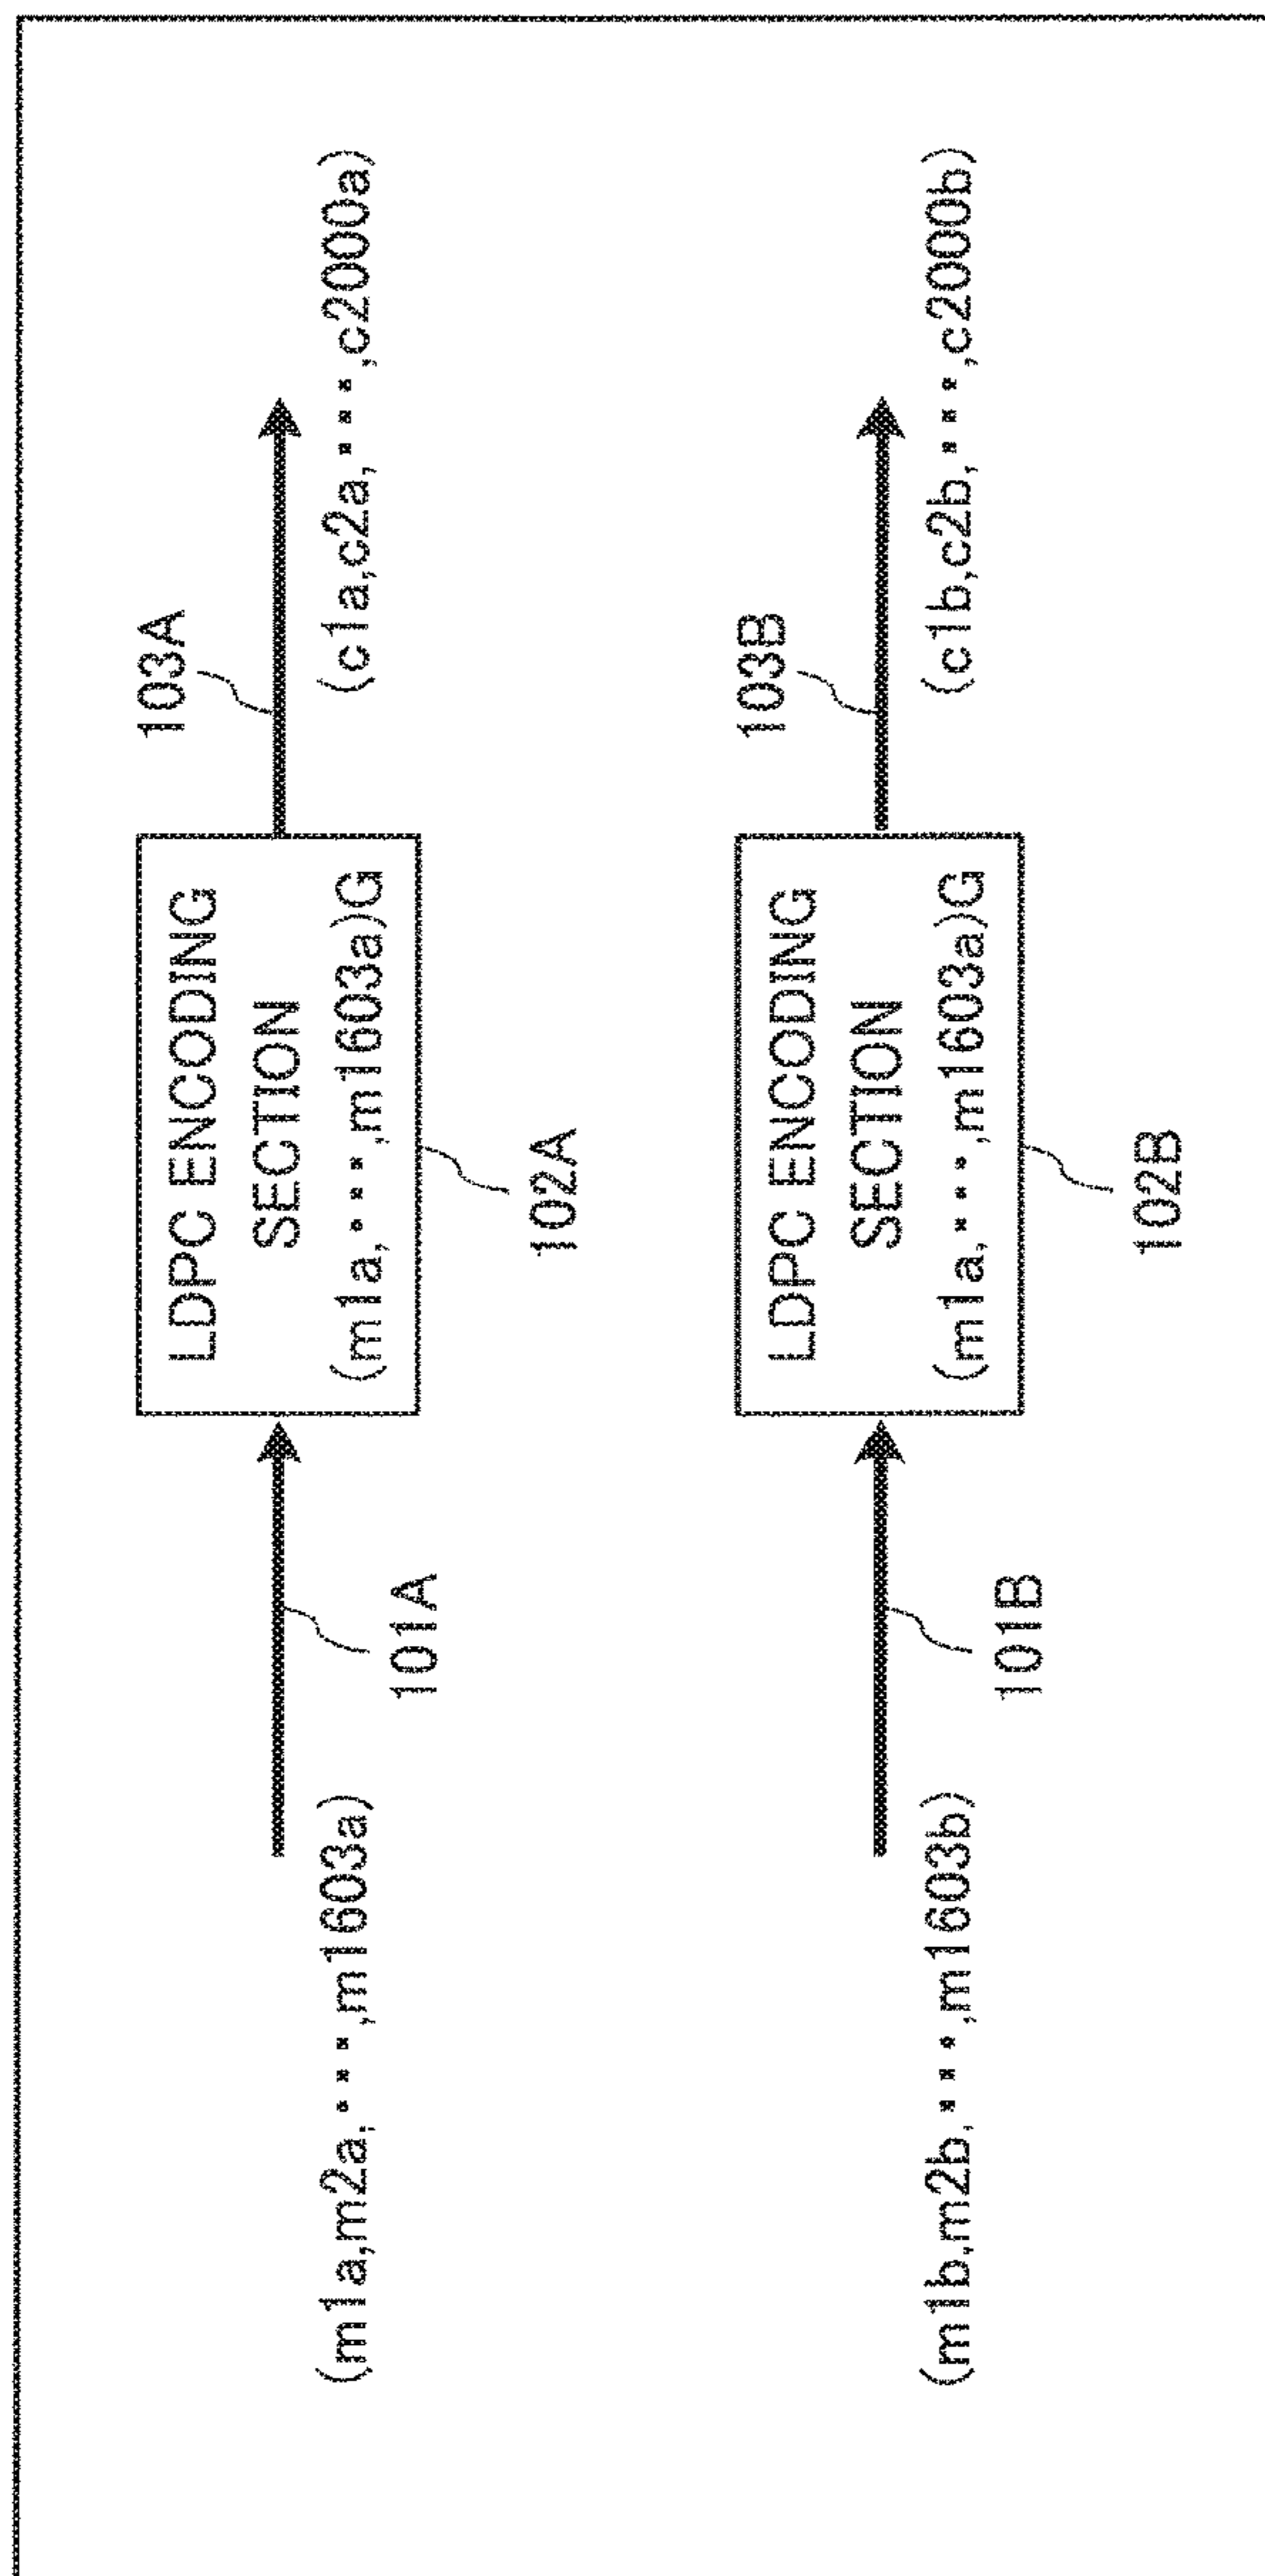 103A
LDPC ENCODING
SECTION
(m1a,･･･,m1603a)G
(m1a,m2a,･･･,m1603a)
(c1a,c2a,･･･,c2000a)
101A
102A
103B
LDPC ENCODING
SECTION
(m1a,･･･,m1603a)G
(m1b,m2b,･･･,m1603b)
(c1b,c2b,･･･,c2000b)
101B
102B